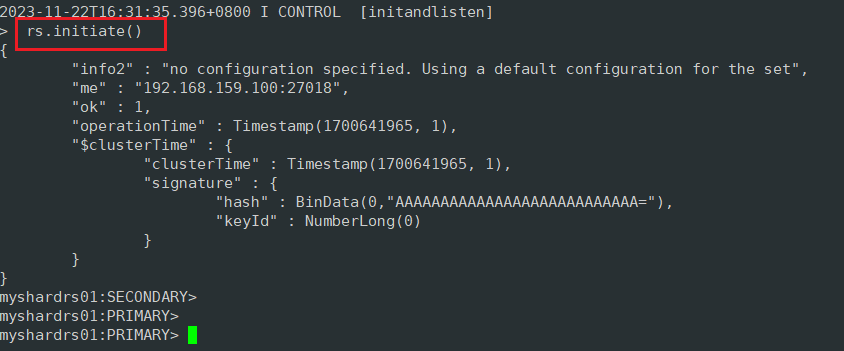 2023-11-22T16:31:35.396+0800 I CONTROL  [initandlisten]
>  rs.initiate()
{
        "info2" : "no configuration specified. Using a default configuration for the set",
        "me" : "192.168.159.100:27018",
        "ok" : 1,
        "operationTime" : Timestamp(1700641965, 1),
        "$clusterTime" : {
                "clusterTime" : Timestamp(1700641965, 1),
                "signature" : {
                        "hash" : BinData(0,"AAAAAAAAAAAAAAAAAAAAAAAAAAA="),
                        "keyId" : NumberLong(0)
                }
        }
}
myshardrs01:SECONDARY>
myshardrs01:PRIMARY>
myshardrs01:PRIMARY>